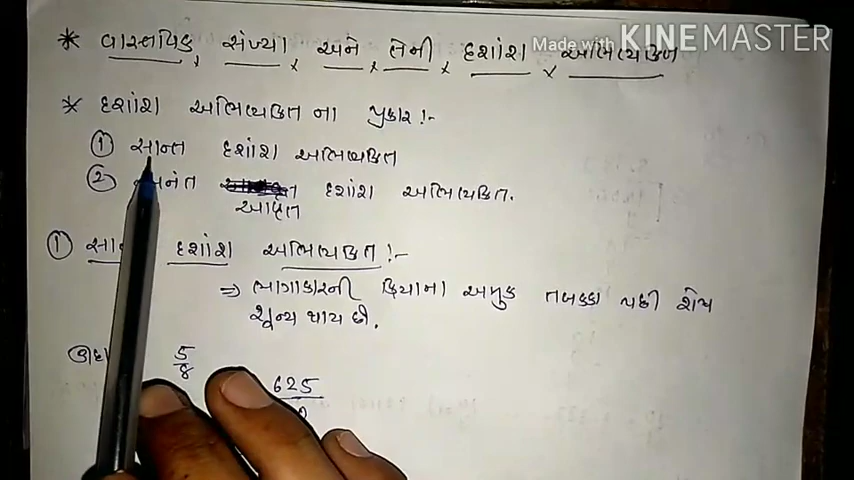 * વાસ્તવિક સંખ્યા અને તેની દશાંશ અભિવ્યક્તિ
Made with KINEMASTER
* દશાંશ અભિવ્યક્તિ ના પ્રકાર :-
① સાન્ત દશાંશ અભિવ્યકિત
② અનંત આવૃત દશાંશ અભિવ્યકિત.
① સાન્ત દશાંશ અભિવ્યકત :-
⇒ ભાગાકારની ક્રિયાના અમુક તબક્કા પછી શેષ
શૂન્ય થાય છે.
5/8
625